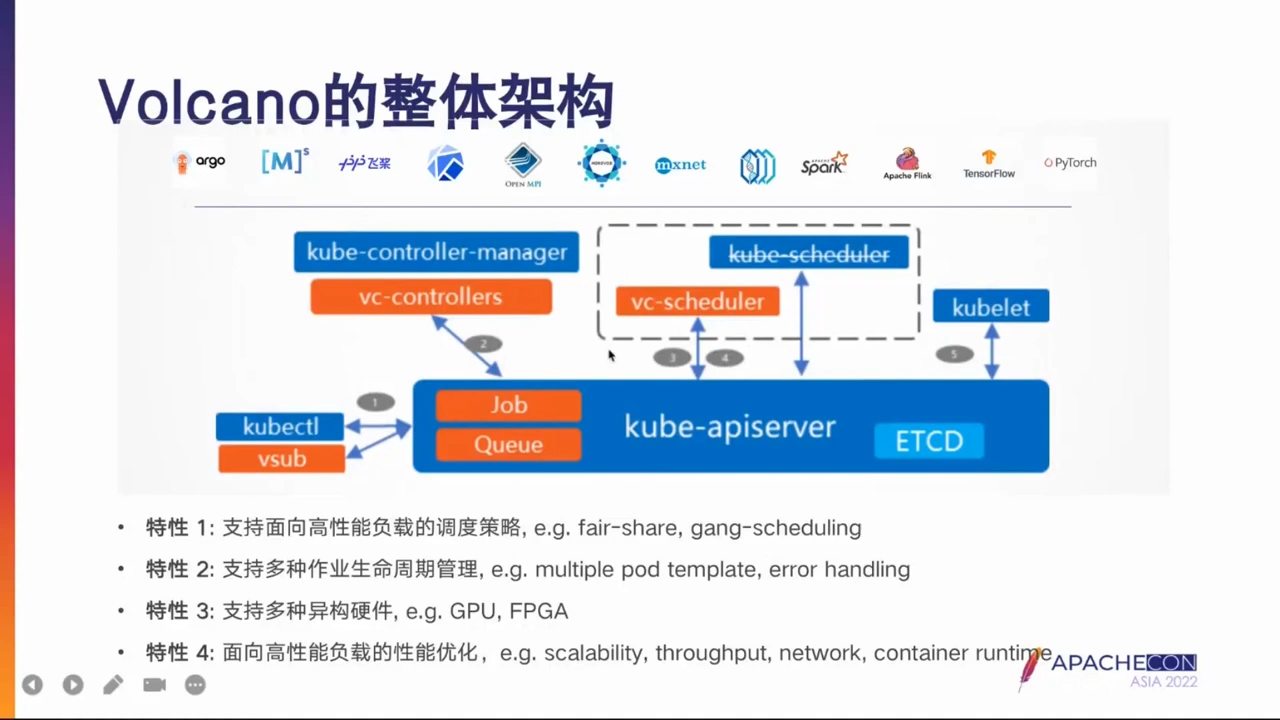 Volcano的整体架构
argo
[M]s
飞桨
OPEN MPI
HOROVOD
mxnet
APACHE Spark
Apache Flink
TensorFlow
PyTorch
kube-controller-manager
vc-controllers
kube-scheduler
vc-scheduler
kubelet
2
3
4
5
1
kubectl
vsub
Job
Queue
kube-apiserver
ETCD
• 特性 1: 支持面向高性能负载的调度策略, e.g. fair-share, gang-scheduling
• 特性 2: 支持多种作业生命周期管理, e.g. multiple pod template, error handling
• 特性 3: 支持多种异构硬件, e.g. GPU, FPGA
• 特性 4: 面向高性能负载的性能优化，e.g. scalability, throughput, network, container runtime
APACHECON
ASIA 2022